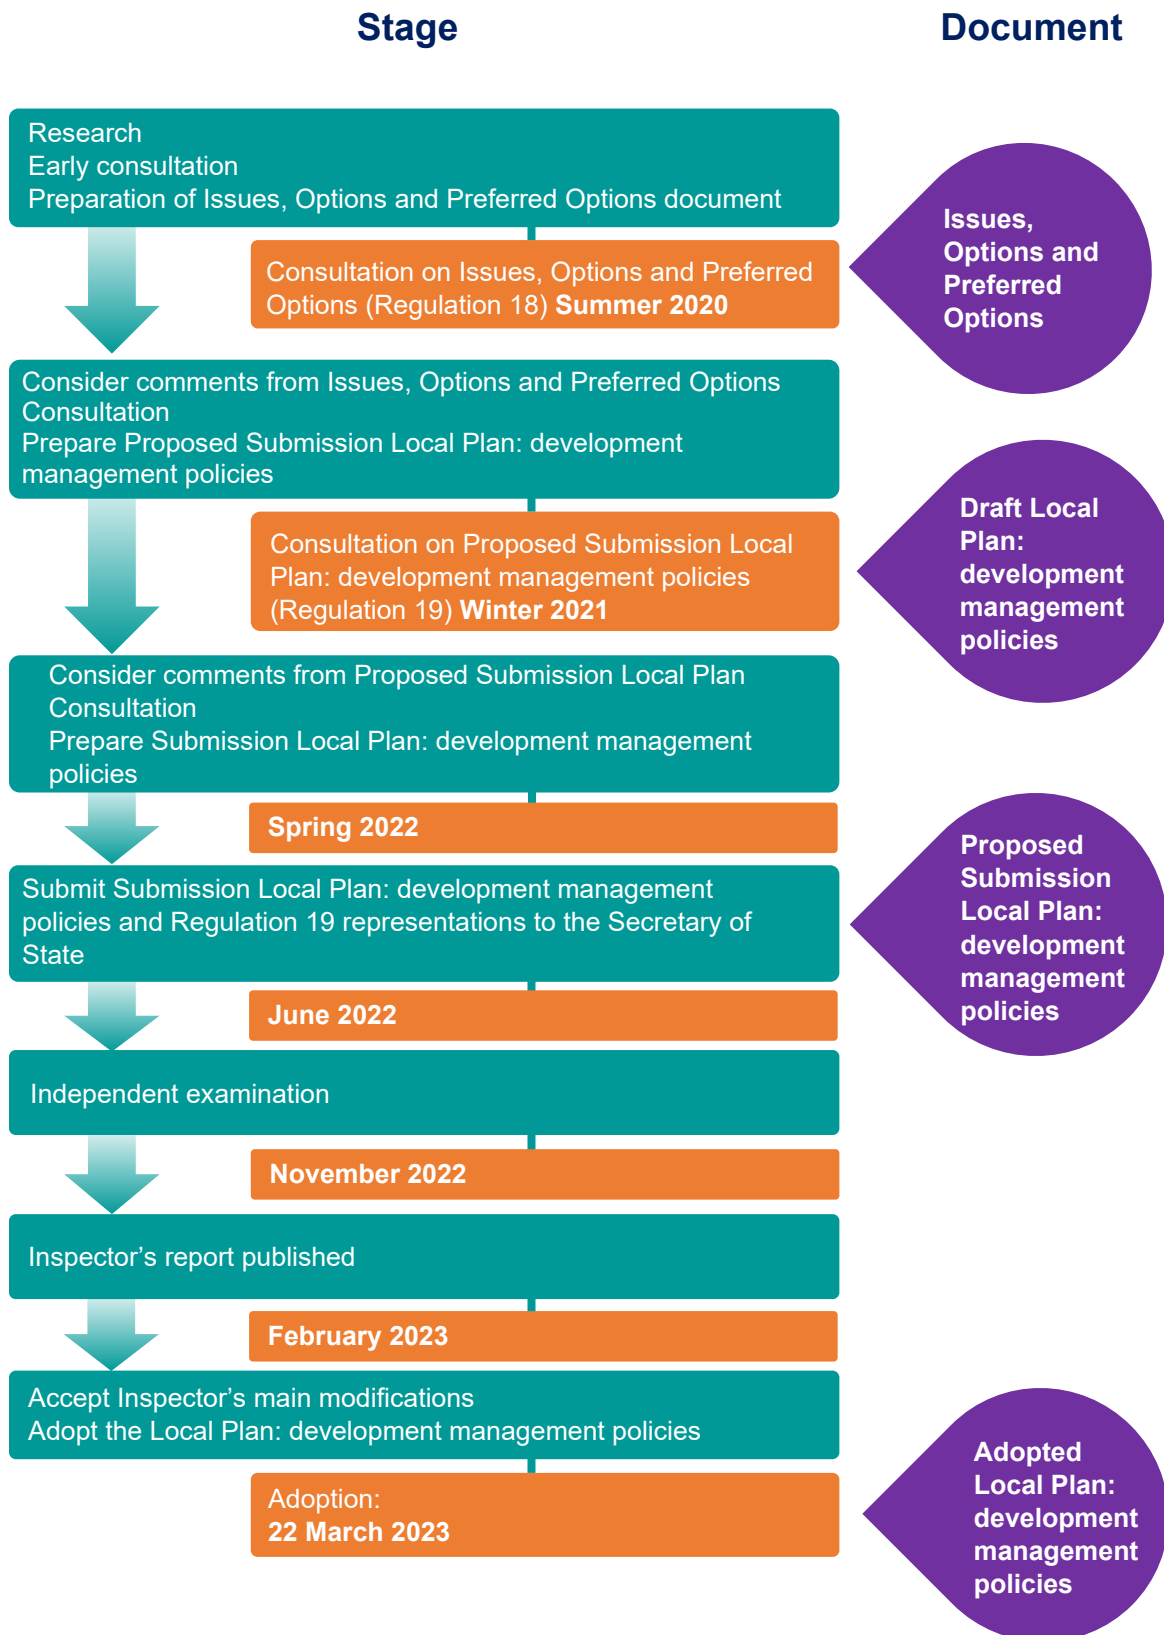 Stage
Document
Research
Early consultation
Preparation of Issues, Options and Preferred Options document
Consultation on Issues, Options and Preferred
Options (Regulation 18) Summer 2020
Issues,
Options and
Preferred
Options
Consider comments from Issues, Options and Preferred Options
Consultation
Prepare Proposed Submission Local Plan: development
management policies
Consultation on Proposed Submission Local
Plan: development management policies
(Regulation 19) Winter 2021
Draft Local
Plan:
development
management
policies
Consider comments from Proposed Submission Local Plan
Consultation
Prepare Submission Local Plan: development management
policies
Spring 2022
Submit Submission Local Plan: development management
policies and Regulation 19 representations to the Secretary of
State
Proposed
Submission
Local Plan:
development
management
policies
June 2022
Independent examination
November 2022
Inspector’s report published
February 2023
Accept Inspector’s main modifications
Adopt the Local Plan: development management policies
Adoption:
22 March 2023
Adopted
Local Plan:
development
management
policies